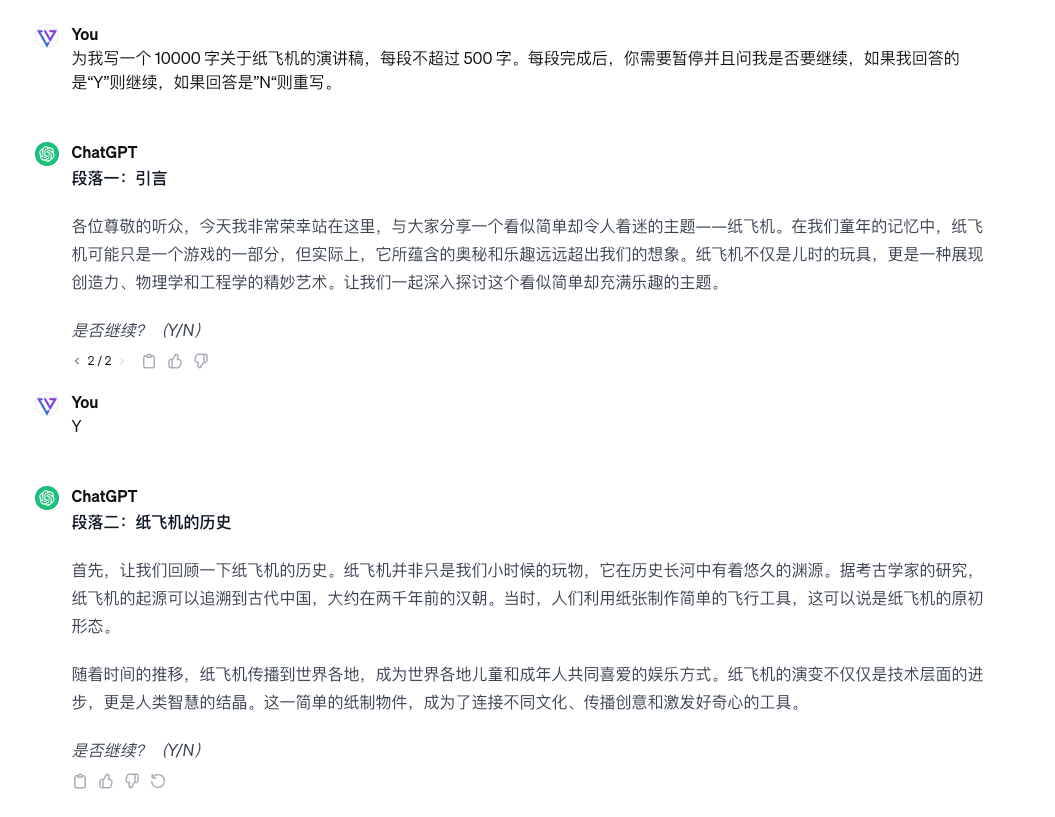 You
为我写一个 10000 字关于纸飞机的演讲稿，每段不超过 500 字。每段完成后，你需要暂停并且问我是否要继续，如果我回答的
是“Y”则继续，如果回答是”N“则重写。
ChatGPT
段落一：引言
各位尊敬的听众，今天我非常荣幸站在这里，与大家分享一个看似简单却令人着迷的主题——纸飞机。在我们童年的记忆中，纸飞
机可能只是一个游戏的一部分，但实际上，它所蕴含的奥秘和乐趣远远超出我们的想象。纸飞机不仅是儿时的玩具，更是一种展现
创造力、物理学和工程学的精妙艺术。让我们一起深入探讨这个看似简单却充满乐趣的主题。
是否继续？（Y/N）
2 / 2
You
Y
ChatGPT
段落二：纸飞机的历史
首先，让我们回顾一下纸飞机的历史。纸飞机并非只是我们小时候的玩物，它在历史长河中有着悠久的渊源。据考古学家的研究，
纸飞机的起源可以追溯到古代中国，大约在两千年前的汉朝。当时，人们利用纸张制作简单的飞行工具，这可以说是纸飞机的原初
形态。
随着时间的推移，纸飞机传播到世界各地，成为世界各地儿童和成年人共同喜爱的娱乐方式。纸飞机的演变不仅仅是技术层面的进
步，更是人类智慧的结晶。这一简单的纸制物件，成为了连接不同文化、传播创意和激发好奇心的工具。
是否继续？（Y/N）